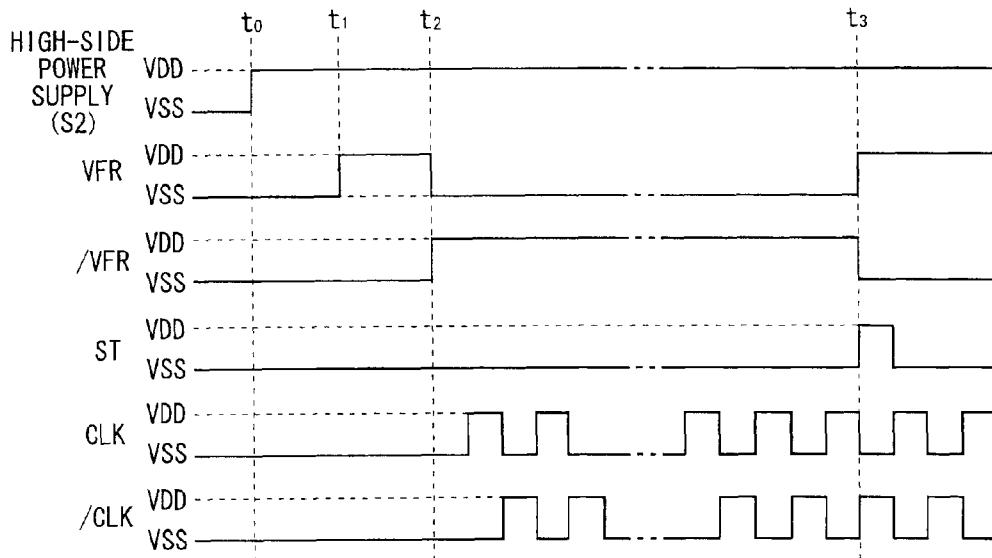 t0 t1 t2 t3
HIGH-SIDE
POWER
SUPPLY
(S2)
VDD
VSS
VFR
VDD
VSS
/VFR
VDD
VSS
ST
VDD
VSS
CLK
VDD
VSS
/CLK
VDD
VSS